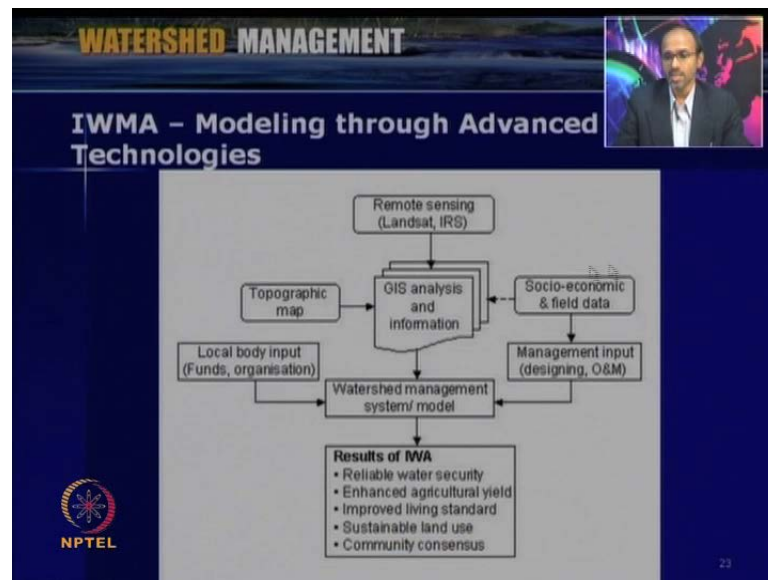 WATERSHED MANAGEMENT
IWMA – Modeling through Advanced
Technologies
Remote sensing
(Landsat, IRS)
Topographic
map
GIS analysis
and
information
Socio-economic
& field data
Local body input
(Funds, organisation)
Management input
(designing, O&M)
Watershed management
system/ model
Results of IWA
• Reliable water security
• Enhanced agricultural yield
• Improved living standard
• Sustainable land use
• Community consensus
NPTEL
23